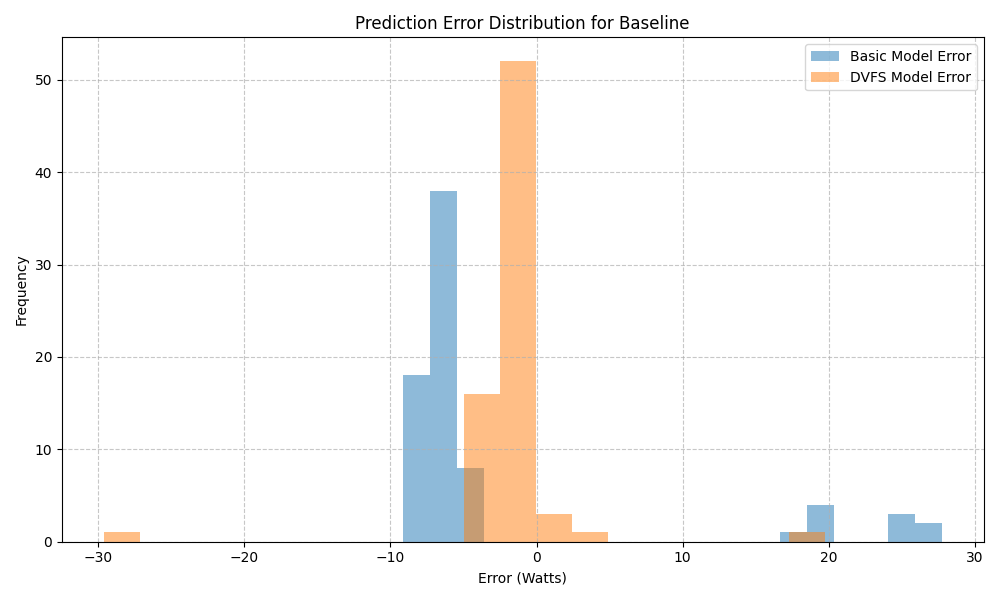 Prediction Error Distribution for Baseline
Basic Model Error
DVFS Model Error
Frequency
50
40
30
20
10
0
−30
−20
−10
0
10
20
30
Error (Watts)